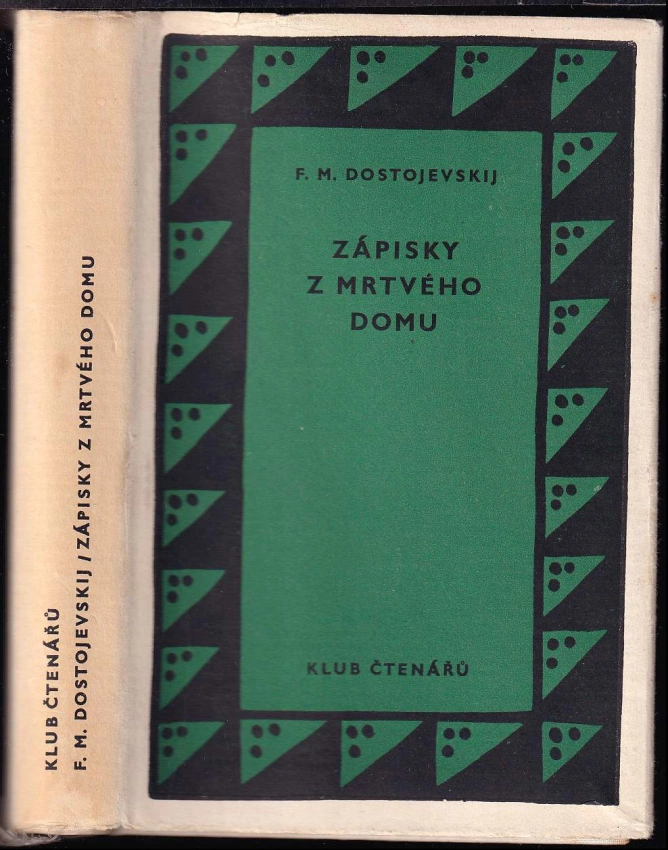 KLUB ČTENÁŘŮ
F. M. DOSTOJEVSKIJ / ZÁPISKY Z MRTVÉHO DOMU
F. M. DOSTOJEVSKIJ
ZÁPISKY
Z MRTVÉHO
DOMU
KLUB ČTENÁŘŮ